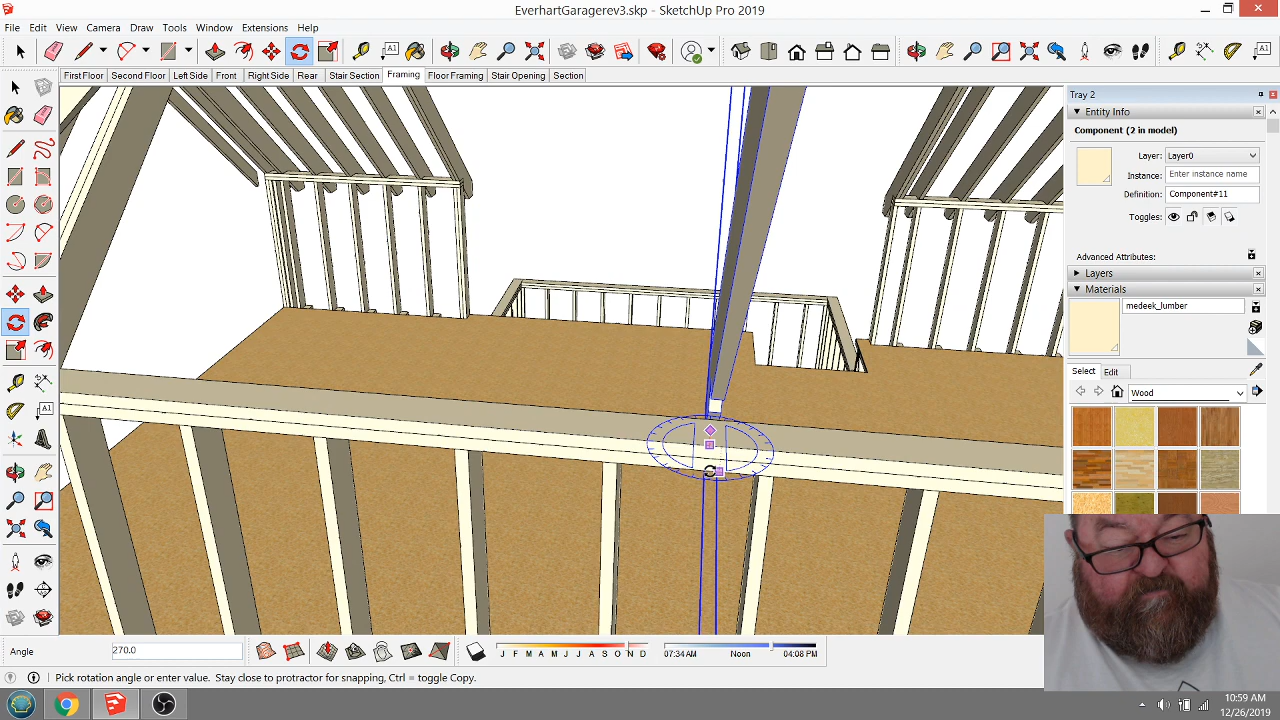 EverhartGaragerev3.skp - SketchUp Pro 2019
File Edit View Camera Draw Tools Window Extensions Help
A1
A1
First Floor Second Floor Left Side Front Right Side Rear Stair Section Framing Floor Framing Stair Opening Section
Tray 2
Entity Info
Component (2 in model)
Layer: Layer0
Instance: Enter instance name
Definition: Component#11
Toggles:
Advanced Attributes:
Layers
Materials
medeek_lumber
Select Edit
Wood
A1
Angle 270.0
J F M A M J J A S O N D
07:34 AM Noon 04:08 PM
Pick rotation angle or enter value. Stay close to protractor for snapping, Ctrl = toggle Copy.
10:59 AM
12/26/2019